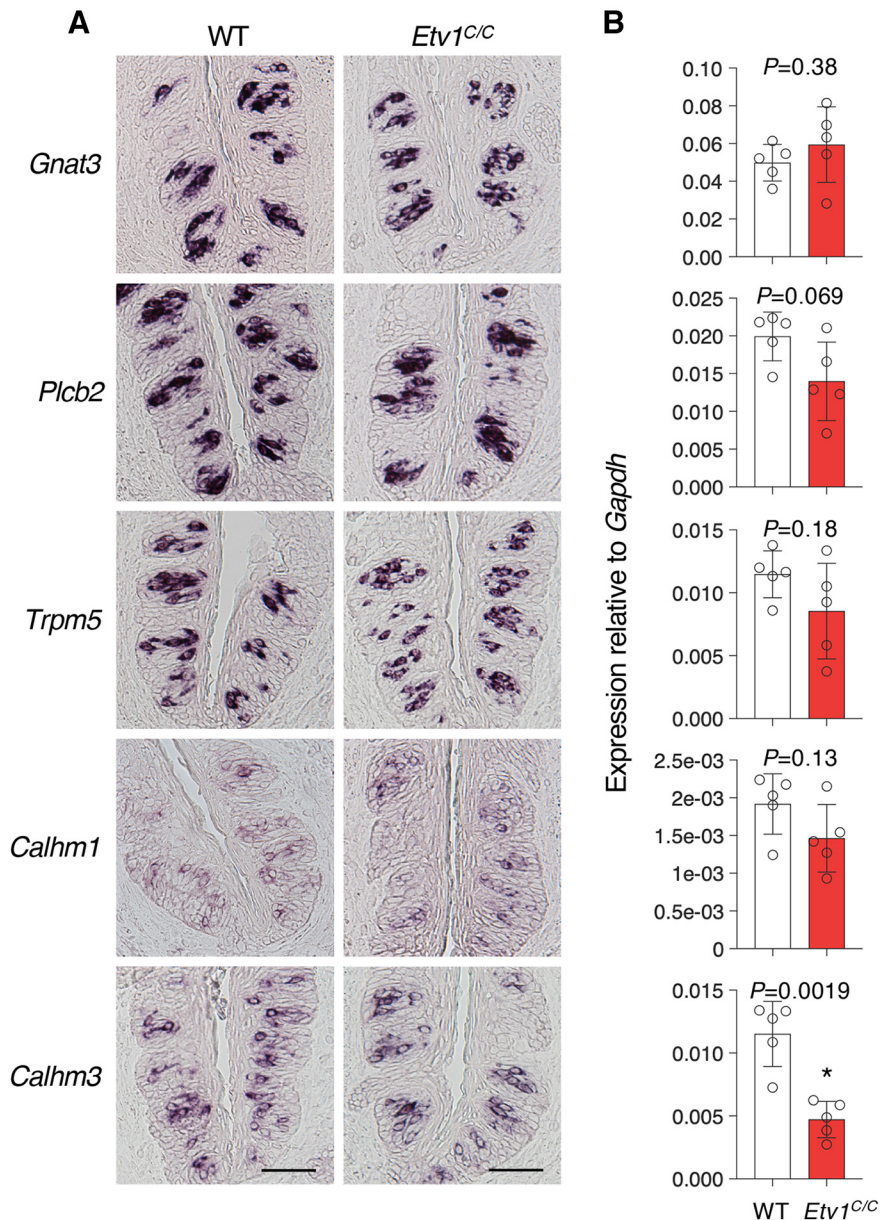 A
WT
Etv1C/C
Gnat3
Plcb2
Trpm5
Calhm1
Calhm3
B
Expression relative to Gapdh
P=0.38
0.10
0.08
0.06
0.04
0.02
0.00
P=0.069
0.025
0.020
0.015
0.010
0.005
0.000
P=0.18
0.015
0.010
0.005
0.000
P=0.13
2.5e-03
2e-03
1.5e-03
1e-03
0.5e-03
0
P=0.0019
0.015
0.010
0.005
0.000
*
WT
Etv1C/C